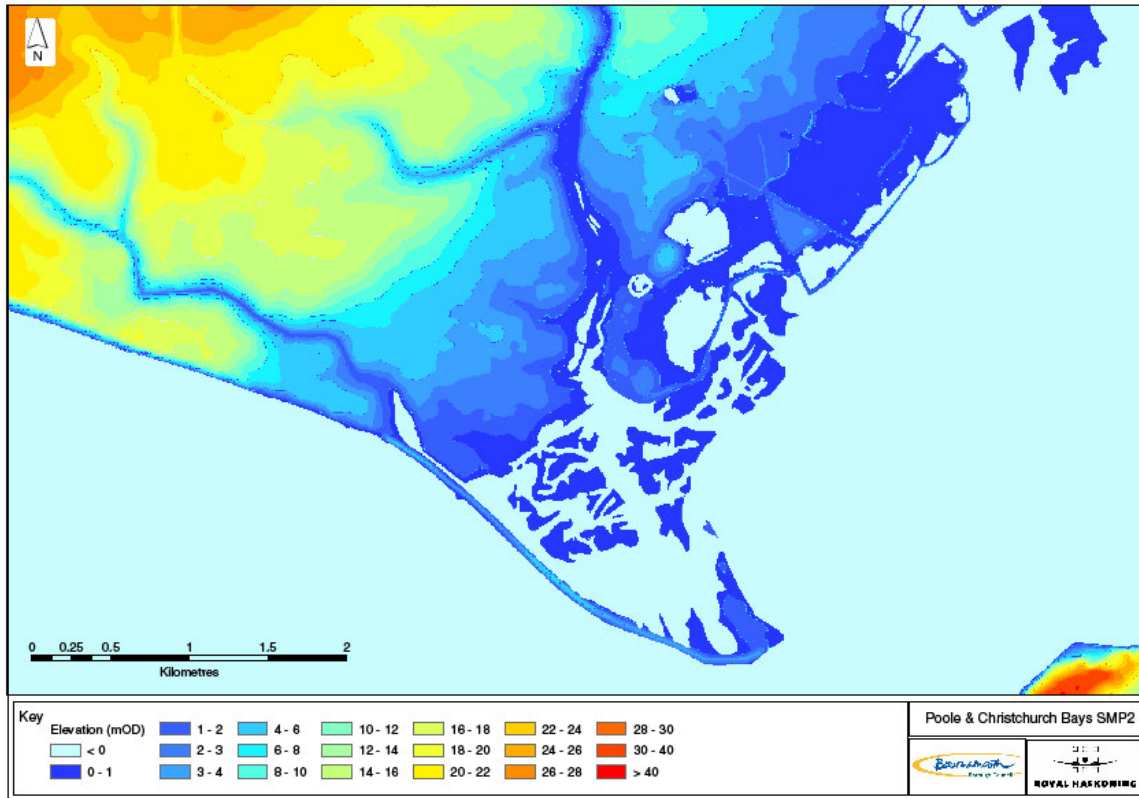 N
0 0.25 0.5 1 1.5 2
Kilometres
Key
Elevation (mOD)
< 0
0 - 1
1 - 2
2 - 3
3 - 4
4 - 6
6 - 8
8 - 10
10 - 12
12 - 14
14 - 16
16 - 18
18 - 20
20 - 22
22 - 24
24 - 26
26 - 28
28 - 30
30 - 40
> 40
Poole & Christchurch Bays SMP2
Bournemouth
Borough Council
ROYAL HASKONING